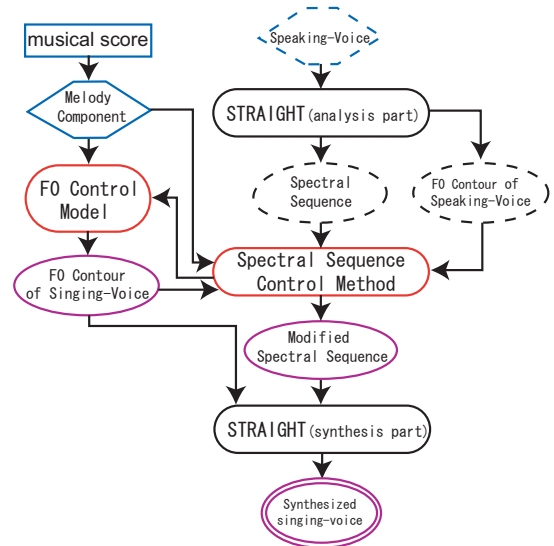 musical score
Speaking-Voice
Melody
Component
STRAIGHT(analysis part)
F0 Control
Model
Spectral
Sequence
F0 Contour of
Speaking-Voice
F0 Contour
of Singing-Voice
Spectral Sequence
Control Method
Modified
Spectral Sequence
STRAIGHT(synthesis part)
Synthesized
singing-voice